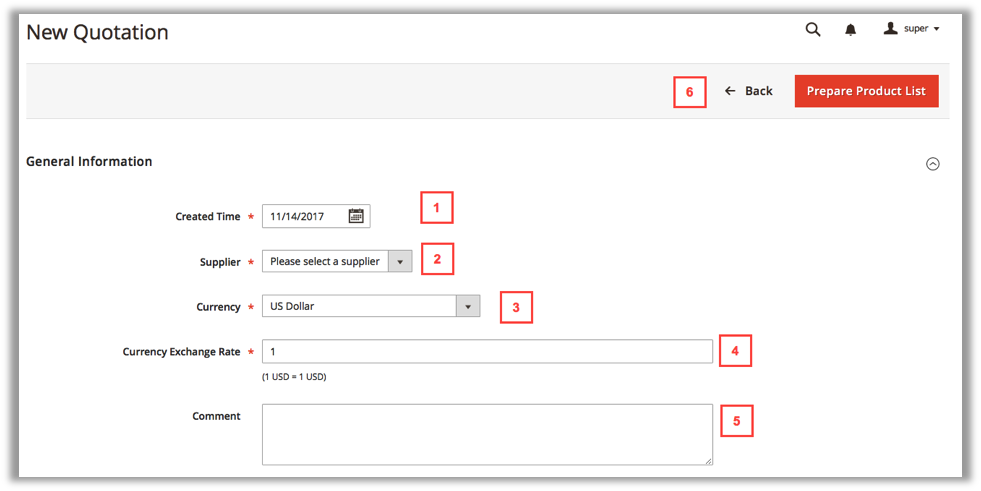 New Quotation
super
6
Back
Prepare Product List
General Information
Created Time * 11/14/2017
1
Supplier * Please select a supplier
2
Currency * US Dollar
3
Currency Exchange Rate * 1
4
(1 USD = 1 USD)
Comment
5